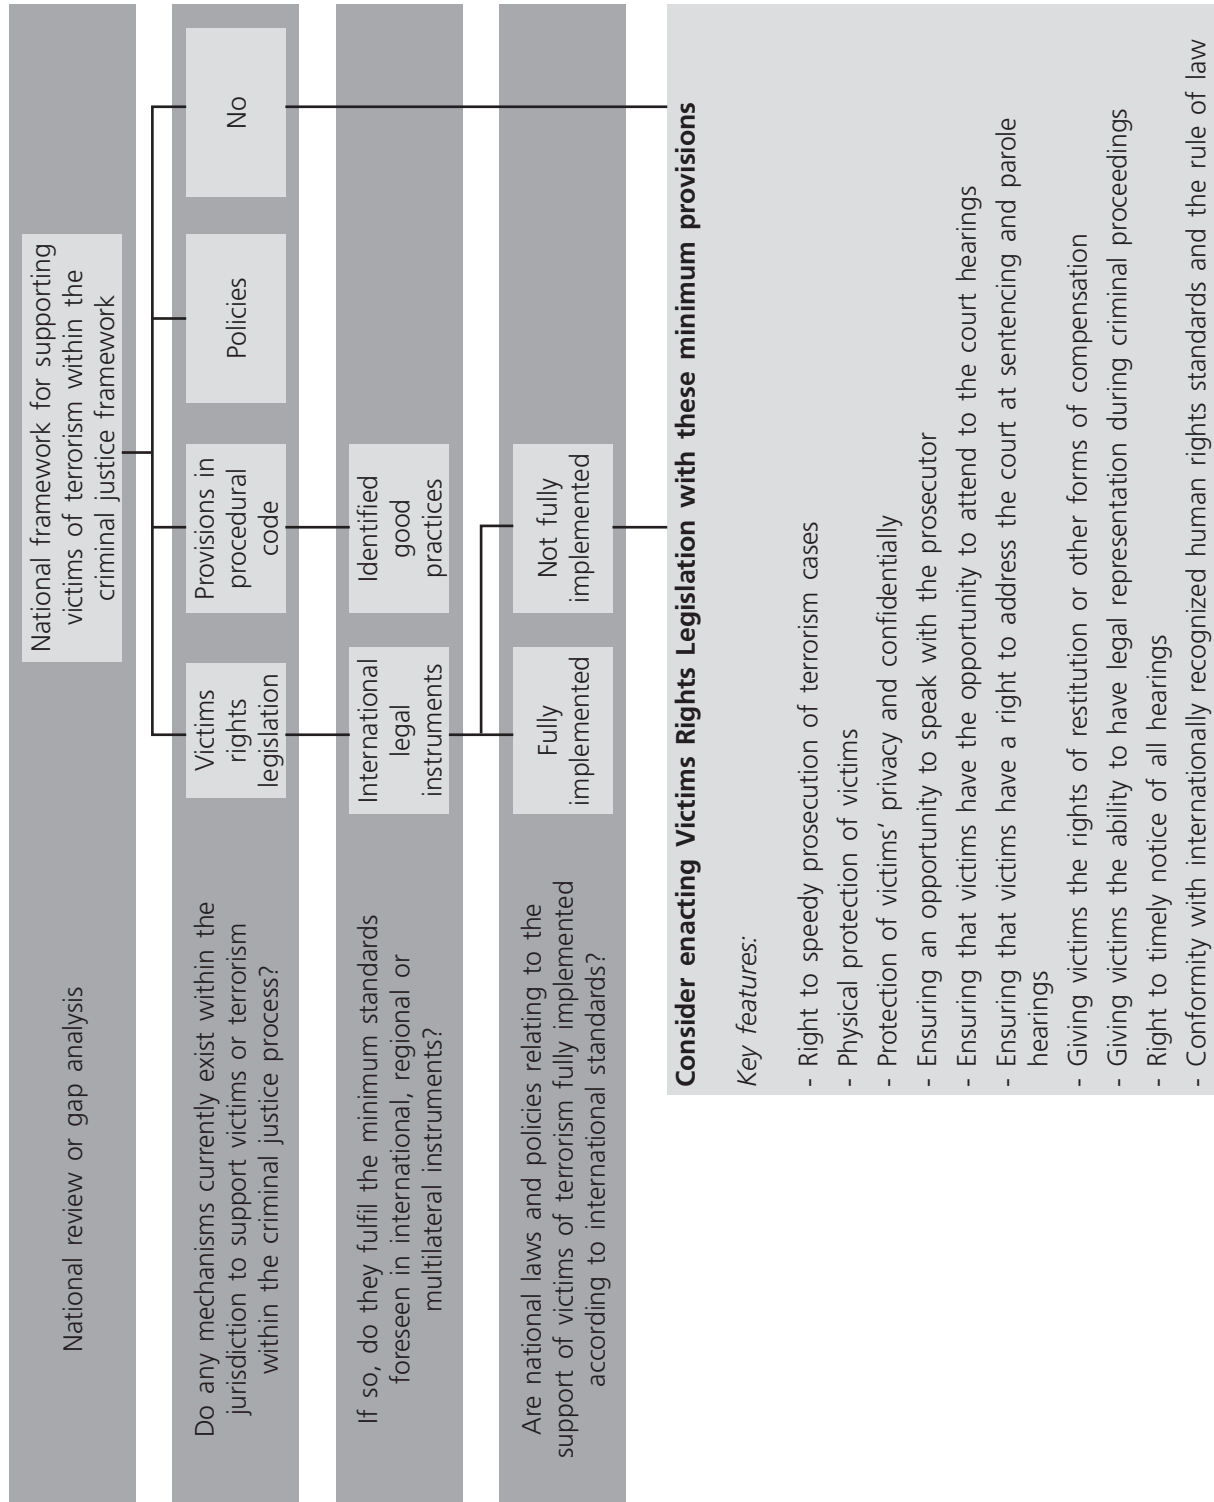 National review or gap analysis
National framework for supporting
victims of terrorism within the
criminal justice framework
Do any mechanisms currently exist within the
jurisdiction to support victims or terrorism
within the criminal justice process?
Victims
rights
legislation
Provisions in
procedural
code
Policies
No
If so, do they fulfil the minimum standards
foreseen in international, regional or
multilateral instruments?
International
legal
instruments
Identified
good
practices
Are national laws and policies relating to the
support of victims of terrorism fully implemented
according to international standards?
Fully
implemented
Not fully
implemented
Consider enacting Victims Rights Legislation with these minimum provisions
Key features:
- Right to speedy prosecution of terrorism cases
- Physical protection of victims
- Protection of victims' privacy and confidentially
- Ensuring an opportunity to speak with the prosecutor
- Ensuring that victims have the opportunity to attend to the court hearings
- Ensuring that victims have a right to address the court at sentencing and parole
hearings
- Giving victims the rights of restitution or other forms of compensation
- Giving victims the ability to have legal representation during criminal proceedings
- Right to timely notice of all hearings
- Conformity with internationally recognized human rights standards and the rule of law